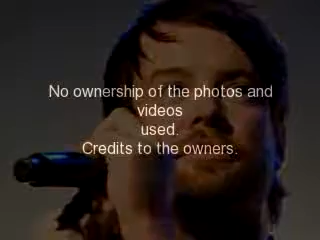 No ownership of the photos and
videos
used.
Credits to the owners.